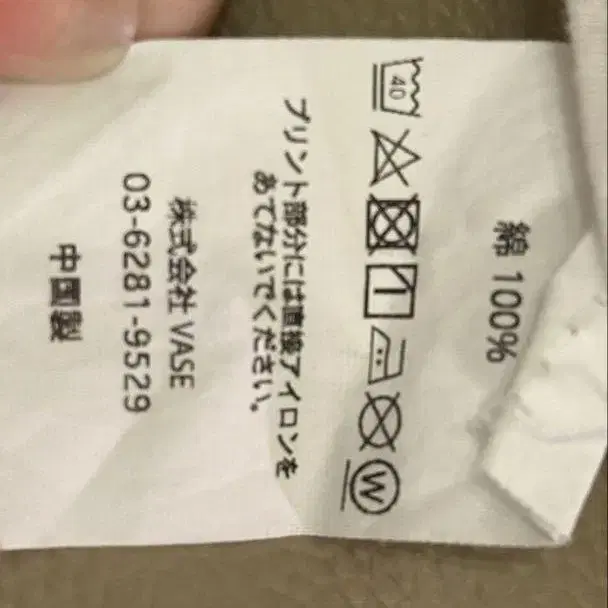 綿 100%
40
W
プリント部分には直接アイロンを
あてないでください。
株式会社 VASE
03-6281-9529
中国製